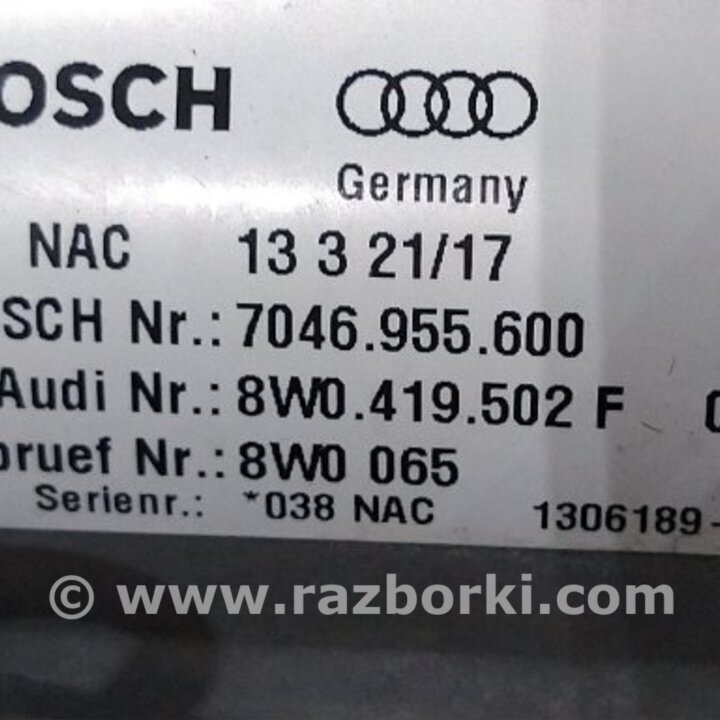 OSCH
Germany
NAC 13 3 21/17
SCH Nr.: 7046.955.600
Audi Nr.: 8W0.419.502 F
pruef Nr.: 8W0 065
Serienr.: *038 NAC 1306189-
© www.razborki.com